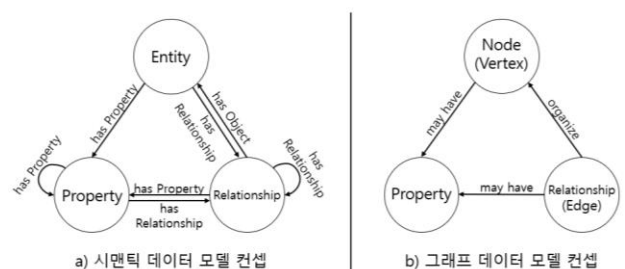 Entity
has Property
has
Relationship
has Object
has Property
Property
has Property
has
Relationship
Relationship
has
Relationship
a) 시맨틱 데이터 모델 컨셉
Node
(Vertex)
may have
organize
Property
may have
Relationship
(Edge)
b) 그래프 데이터 모델 컨셉